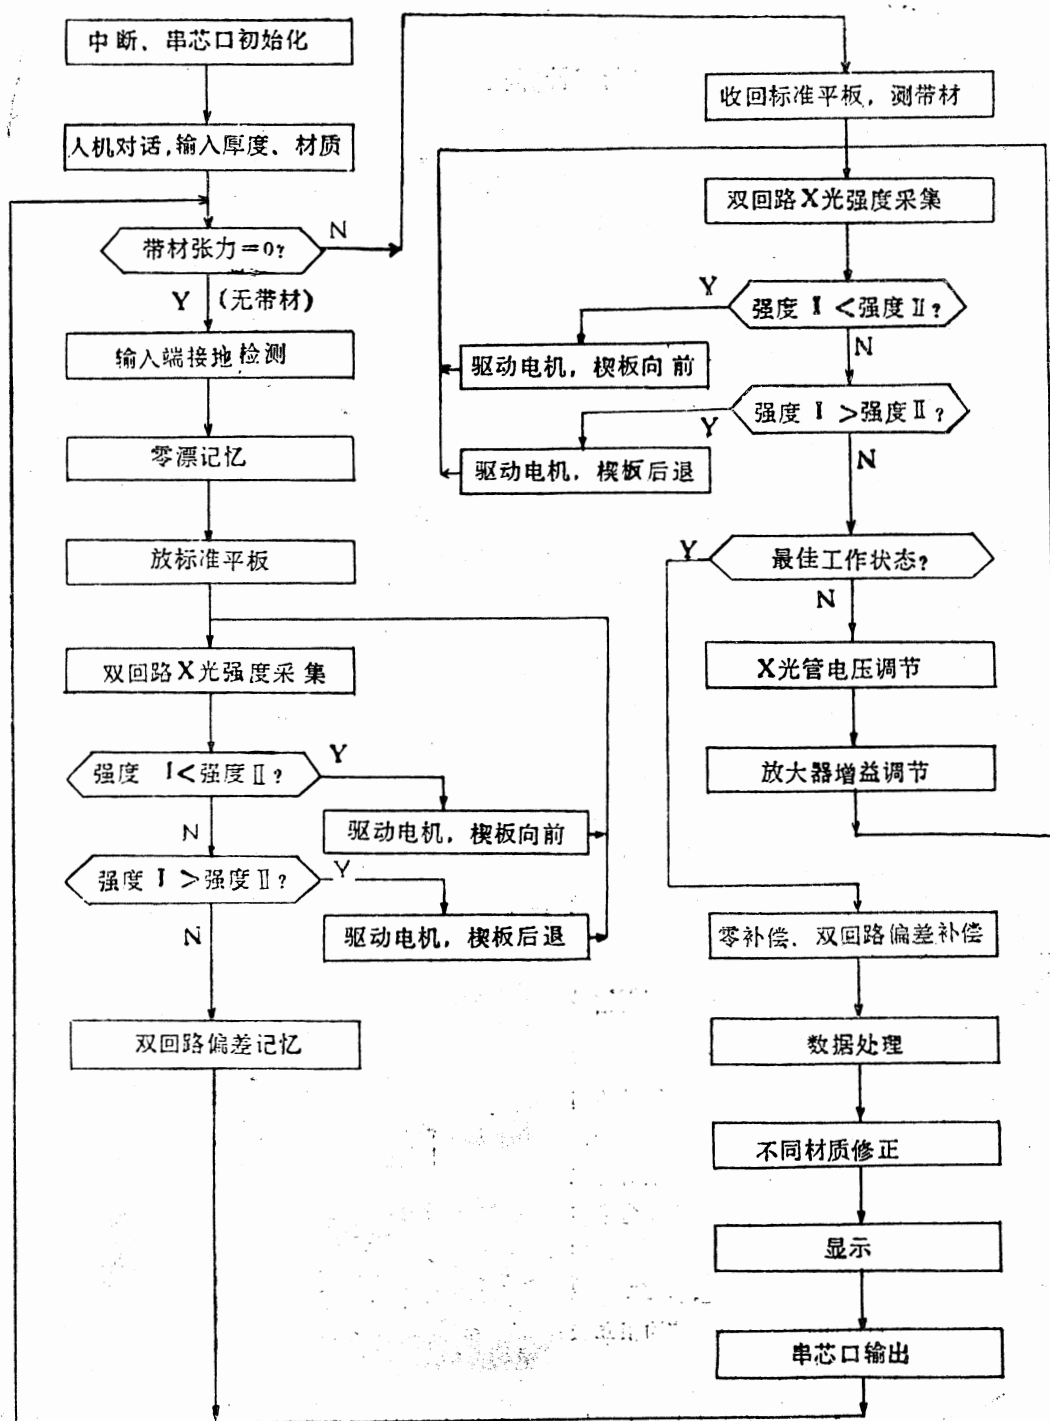 中断、串芯口初始化
人机对话,输入厚度、材质
带材张力=0?
N
Y (无带材)
输入端接地检测
零漂记忆
放标准平板
双回路X光强度采集
强度 I<强度II?
Y
驱动电机,楔板向前
N
强度 I >强度II?
Y
驱动电机,楔板后退
N
双回路偏差记忆
收回标准平板,测带材
双回路X光强度采集
强度 I <强度II?
Y
驱动电机,楔板向前
N
强度 I >强度II?
Y
驱动电机,楔板后退
N
最佳工作状态?
Y
N
X光管电压调节
放大器增益调节
零补偿、双回路偏差补偿
数据处理
不同材质修正
显示
串芯口输出